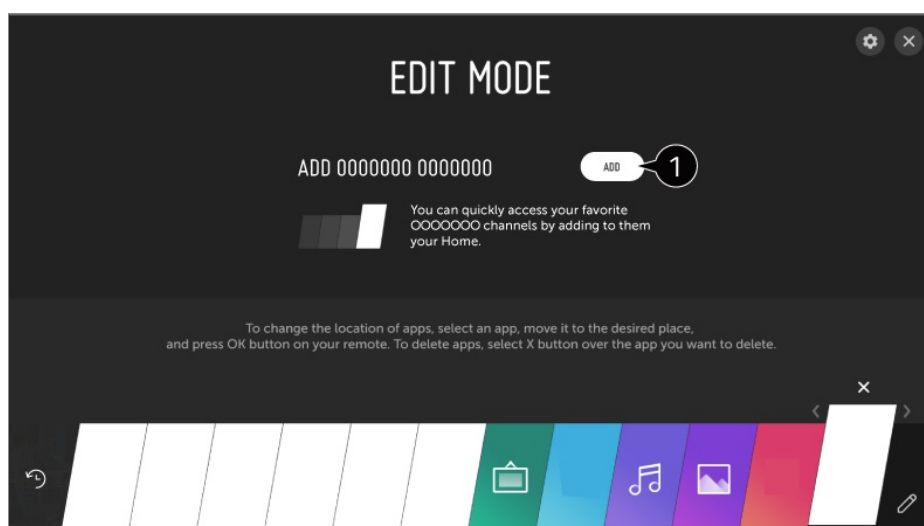 EDIT MODE
ADD OOOOOOO OOOOOOO
ADD
1
You can quickly access your favorite
OOOOOOO channels by adding to them
your Home.
To change the location of apps, select an app, move it to the desired place,
and press OK button on your remote. To delete apps, select X button over the app you want to delete.